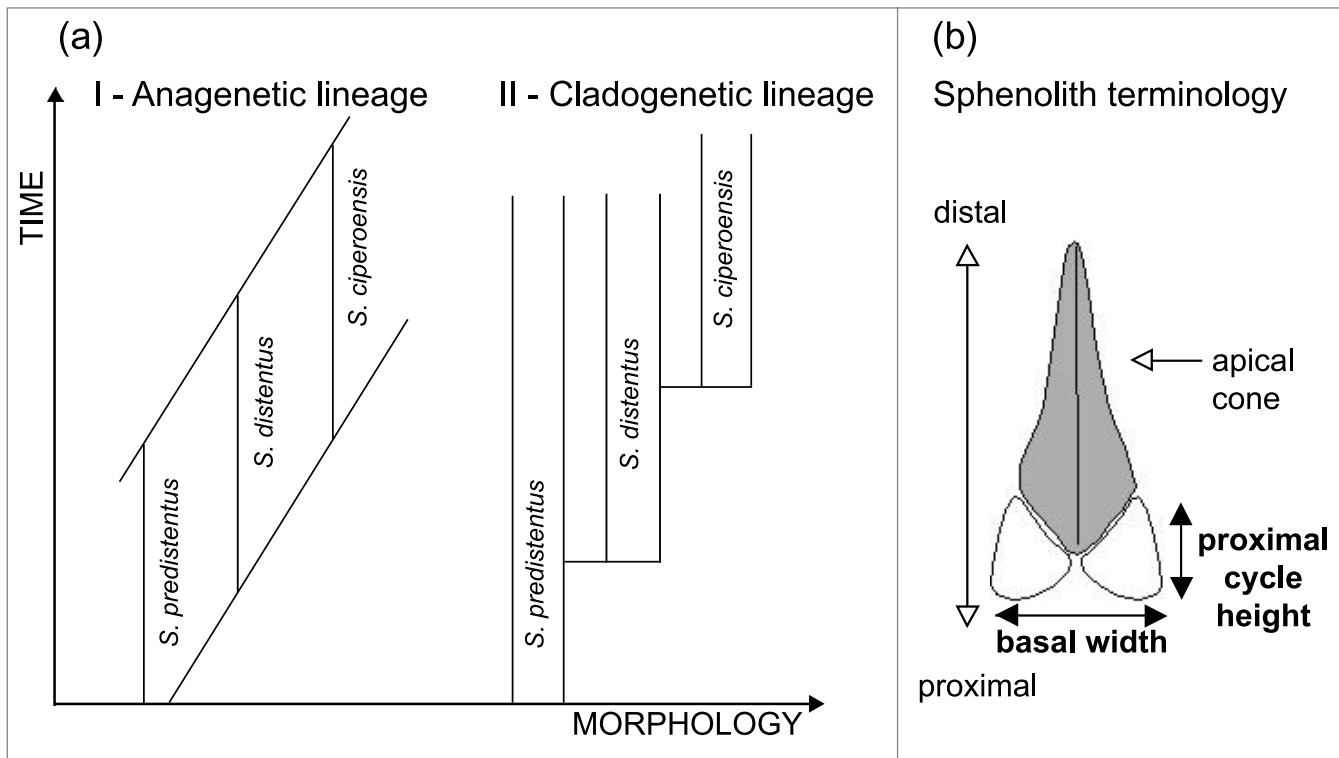 (a)
I - Anagenetic lineage
II - Cladogenetic lineage
TIME
S. predistentus
S. distentus
S. ciperoensis
S. predistentus
S. distentus
S. ciperoensis
MORPHOLOGY
(b)
Sphenolith terminology
distal
apical
cone
proximal
cycle
height
basal width
proximal